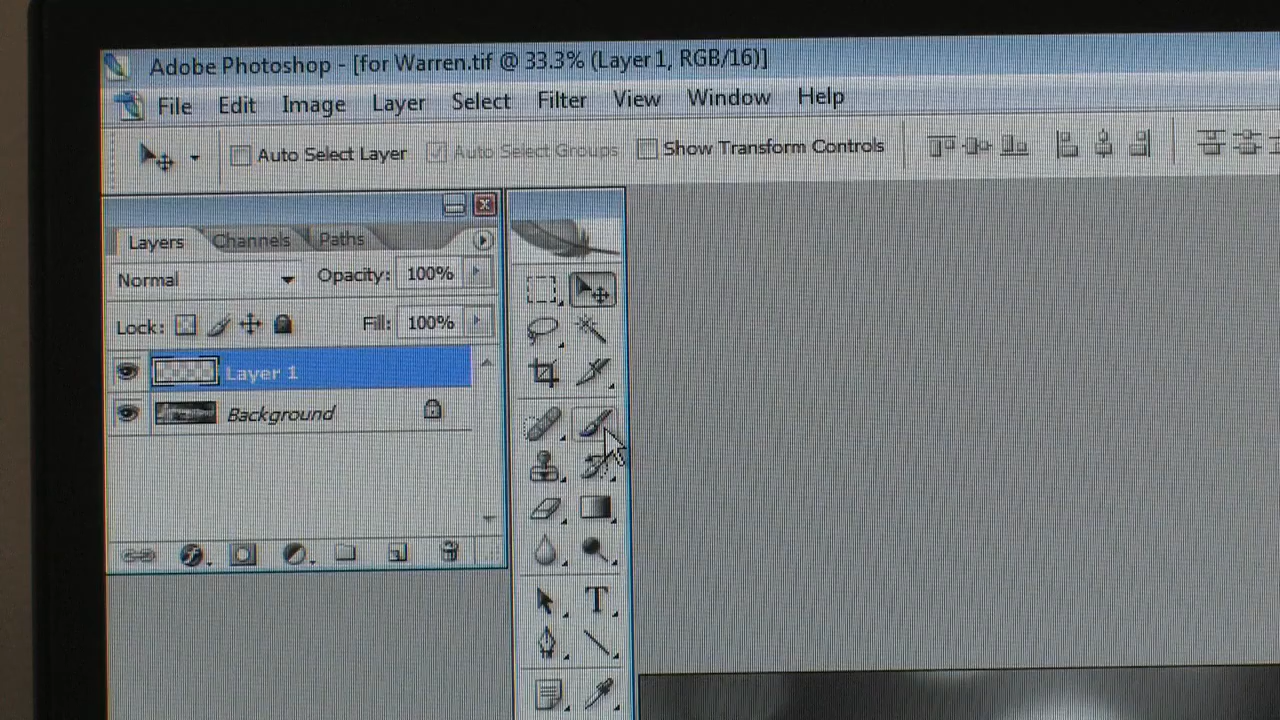 Adobe Photoshop - [for Warren.tif @ 33.3% (Layer 1, RGB/16)]
File Edit Image Layer Select Filter View Window Help
Auto Select Layer Auto Select Groups Show Transform Controls
Layers Channels Paths
Normal Opacity: 100%
Lock: Fill: 100%
Layer 1
Background
T